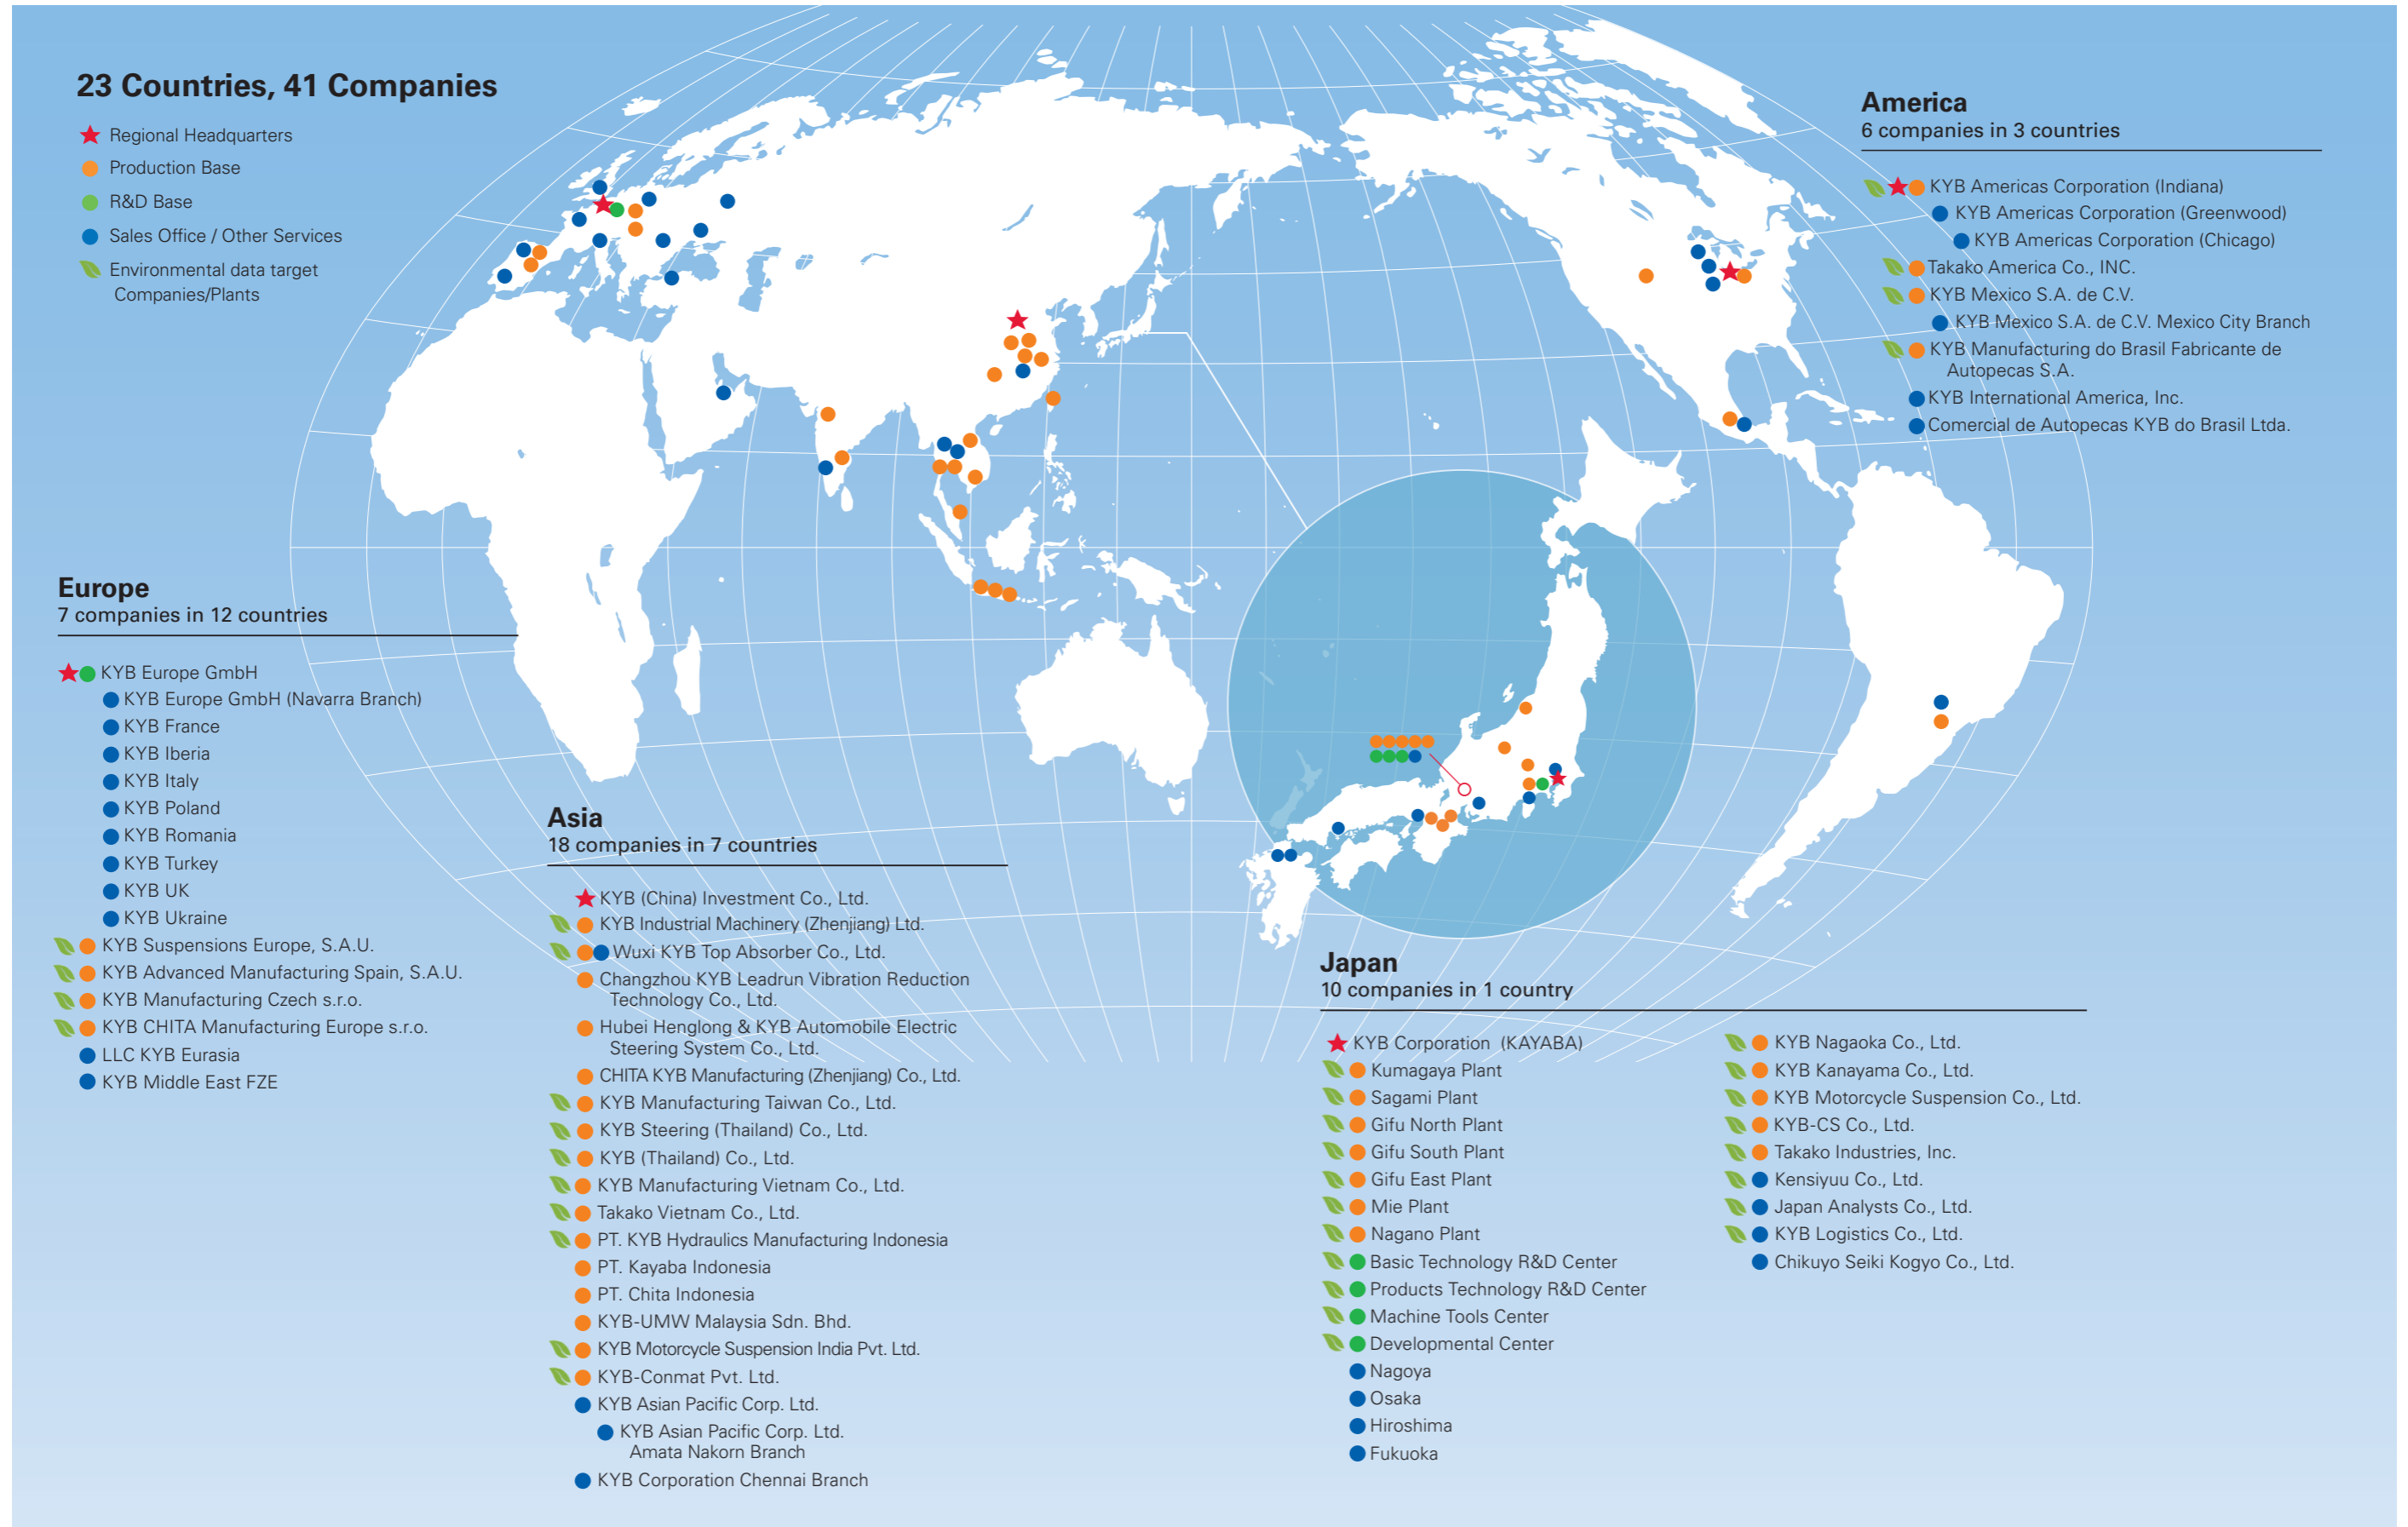 23 Countries, 41 Companies
Regional Headquarters
Production Base
R&D Base
Sales Office / Other Services
Environmental data target
Companies/Plants
America
6 companies in 3 countries
KYB Americas Corporation (Indiana)
KYB Americas Corporation (Greenwood)
KYB Americas Corporation (Chicago)
Takako America Co., INC.
KYB Mexico S.A. de C.V.
KYB Mexico S.A. de C.V. Mexico City Branch
KYB Manufacturing do Brasil Fabricante de
Autopecas S.A.
KYB International America, Inc.
Comercial de Autopecas KYB do Brasil Ltda.
Europe
7 companies in 12 countries
KYB Europe GmbH
KYB Europe GmbH (Navarra Branch)
KYB France
KYB Iberia
KYB Italy
KYB Poland
KYB Romania
KYB Turkey
KYB UK
KYB Ukraine
KYB Suspensions Europe, S.A.U.
KYB Advanced Manufacturing Spain, S.A.U.
KYB Manufacturing Czech s.r.o.
KYB CHITA Manufacturing Europe s.r.o.
LLC KYB Eurasia
KYB Middle East FZE
Asia
18 companies in 7 countries
KYB (China) Investment Co., Ltd.
KYB Industrial Machinery (Zhenjiang) Ltd.
Wuxi KYB Top Absorber Co., Ltd.
Changzhou KYB Leadrun Vibration Reduction
Technology Co., Ltd.
Hubei Henglong & KYB Automobile Electric
Steering System Co., Ltd.
CHITA KYB Manufacturing (Zhenjiang) Co., Ltd.
KYB Manufacturing Taiwan Co., Ltd.
KYB Steering (Thailand) Co., Ltd.
KYB (Thailand) Co., Ltd.
KYB Manufacturing Vietnam Co., Ltd.
Takako Vietnam Co., Ltd.
PT. KYB Hydraulics Manufacturing Indonesia
PT. Kayaba Indonesia
PT. Chita Indonesia
KYB-UMW Malaysia Sdn. Bhd.
KYB Motorcycle Suspension India Pvt. Ltd.
KYB-Conmat Pvt. Ltd.
KYB Asian Pacific Corp. Ltd.
KYB Asian Pacific Corp. Ltd.
Amata Nakorn Branch
KYB Corporation Chennai Branch
Japan
10 companies in 1 country
KYB Corporation (KAYABA)
Kumagaya Plant
Sagami Plant
Gifu North Plant
Gifu South Plant
Gifu East Plant
Mie Plant
Nagano Plant
Basic Technology R&D Center
Products Technology R&D Center
Machine Tools Center
Developmental Center
Nagoya
Osaka
Hiroshima
Fukuoka
KYB Nagaoka Co., Ltd.
KYB Kanayama Co., Ltd.
KYB Motorcycle Suspension Co., Ltd.
KYB-CS Co., Ltd.
Takako Industries, Inc.
Kensiyuu Co., Ltd.
Japan Analysts Co., Ltd.
KYB Logistics Co., Ltd.
Chikuyo Seiki Kogyo Co., Ltd.